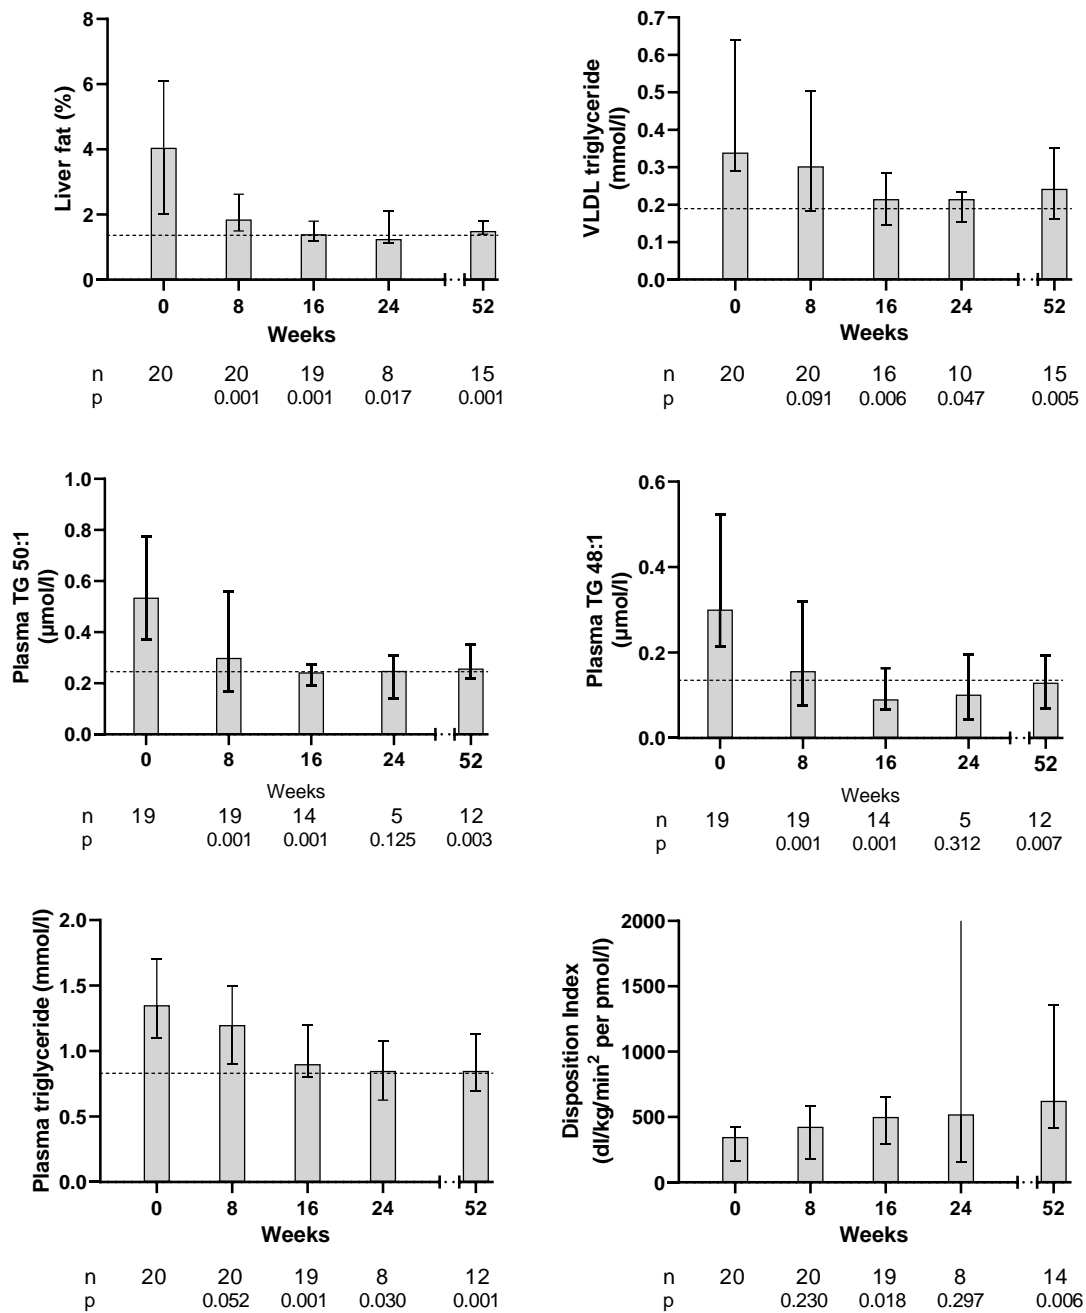 Liver fat (%)
8
6
4
2
0
0 8 16 24 52
Weeks
n 20 20 19 8 15
p 0.001 0.001 0.017 0.001
VLDL triglyceride
(mmol/l)
0.7
0.6
0.5
0.4
0.3
0.2
0.1
0.0
0 8 16 24 52
Weeks
n 20 20 16 10 15
p 0.091 0.006 0.047 0.005
Plasma TG 50:1
(µmol/l)
1.0
0.8
0.6
0.4
0.2
0.0
0 8 16 24 52
Weeks
n 19 19 14 5 12
p 0.001 0.001 0.125 0.003
Plasma TG 48:1
(µmol/l)
0.6
0.4
0.2
0.0
0 8 16 24 52
Weeks
n 19 19 14 5 12
p 0.001 0.001 0.312 0.007
Plasma triglyceride (mmol/l)
2.0
1.5
1.0
0.5
0.0
0 8 16 24 52
Weeks
n 20 20 19 8 12
p 0.052 0.001 0.030 0.001
Disposition Index
(dl/kg/min² per pmol/l)
2000
1500
1000
500
0
0 8 16 24 52
Weeks
n 20 20 19 8 14
p 0.230 0.018 0.297 0.006